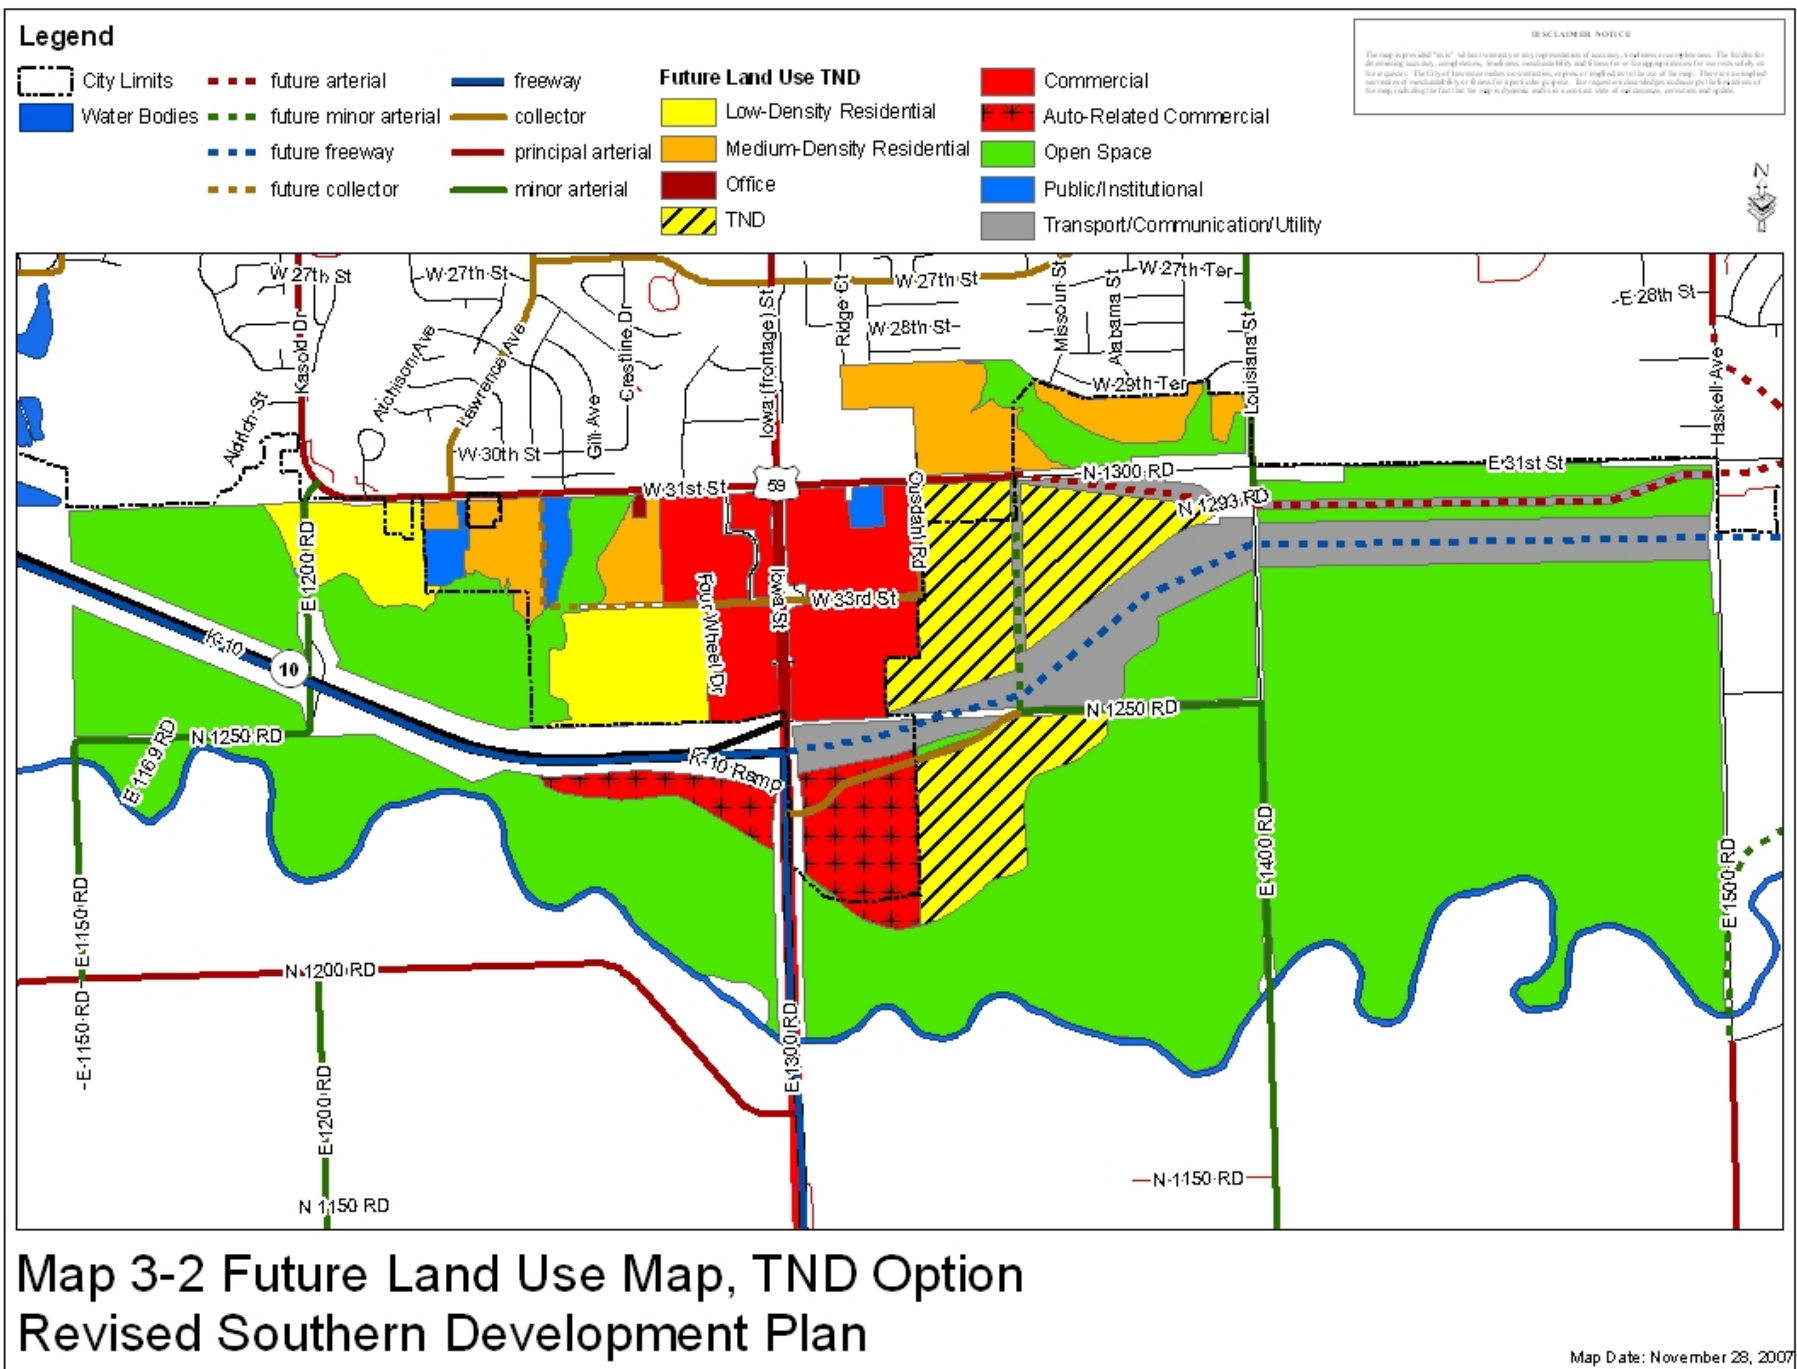 Legend
City Limits
Water Bodies
future arterial
future minor arterial
future freeway
future collector
freeway
collector
principal arterial
minor arterial
Future Land Use TND
Low-Density Residential
Medium-Density Residential
Office
TND
Commercial
Auto-Related Commercial
Open Space
Public/Institutional
Transport/Communication/Utility
DISCLAIMER NOTICE
N
W 27th St
W 27th St
W 27th St
W 27th Ter
E 28th St
W 28th St
Kasold Dr
Atchison Ave
Lawrence Ave
Crestline Dr
Iowa (frontage) St
Ridge Ct
Missouri St
Alabama St
Louisiana St
Haskell Ave
W 29th Ter
Aldrich St
Gill Ave
W 30th St
W 31st St
59
N 1300 RD
E 31st St
Ousdahl Rd
N 1293 RD
E 1200 RD
Four Wheel Dr
Iowa St
W 33rd St
K-10
10
N 1250 RD
N 1250 RD
E 1169 RD
K-10 Ramp
E 1150 RD
E 1400 RD
E 1500 RD
N 1200 RD
E 1150 RD
E 1300 RD
E 1200 RD
N 1150 RD
N 1150 RD
Map 3-2 Future Land Use Map, TND Option
Revised Southern Development Plan
Map Date: November 28, 2007